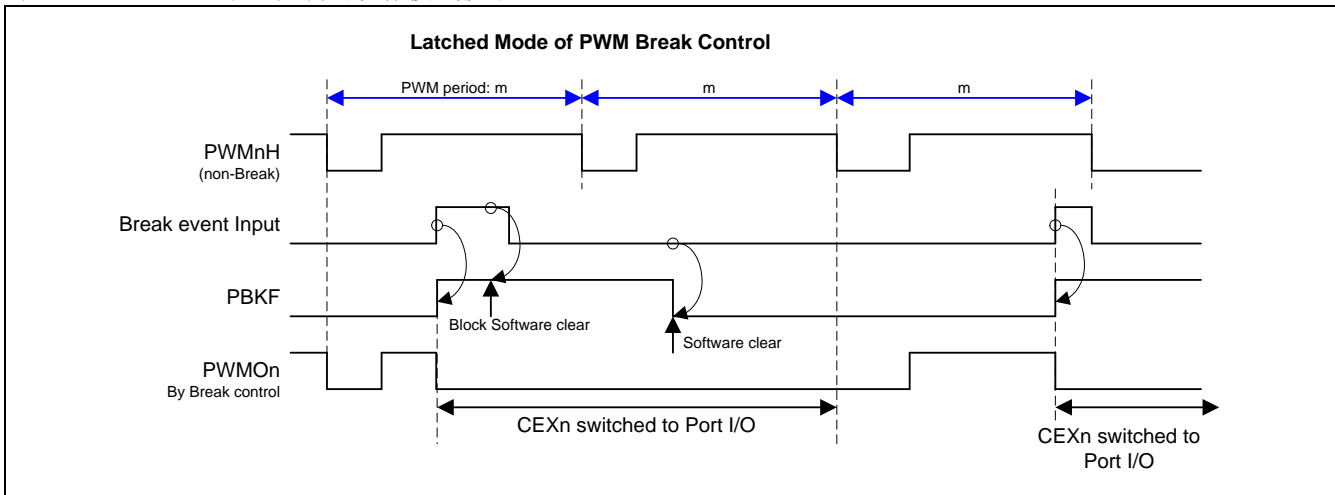 Latched Mode of PWM Break Control
PWM period: m
m
m
PWMnH
(non-Break)
Break event Input
PBKF
Block Software clear
Software clear
PWMOn
By Break control
CEXn switched to Port I/O
CEXn switched to
Port I/O